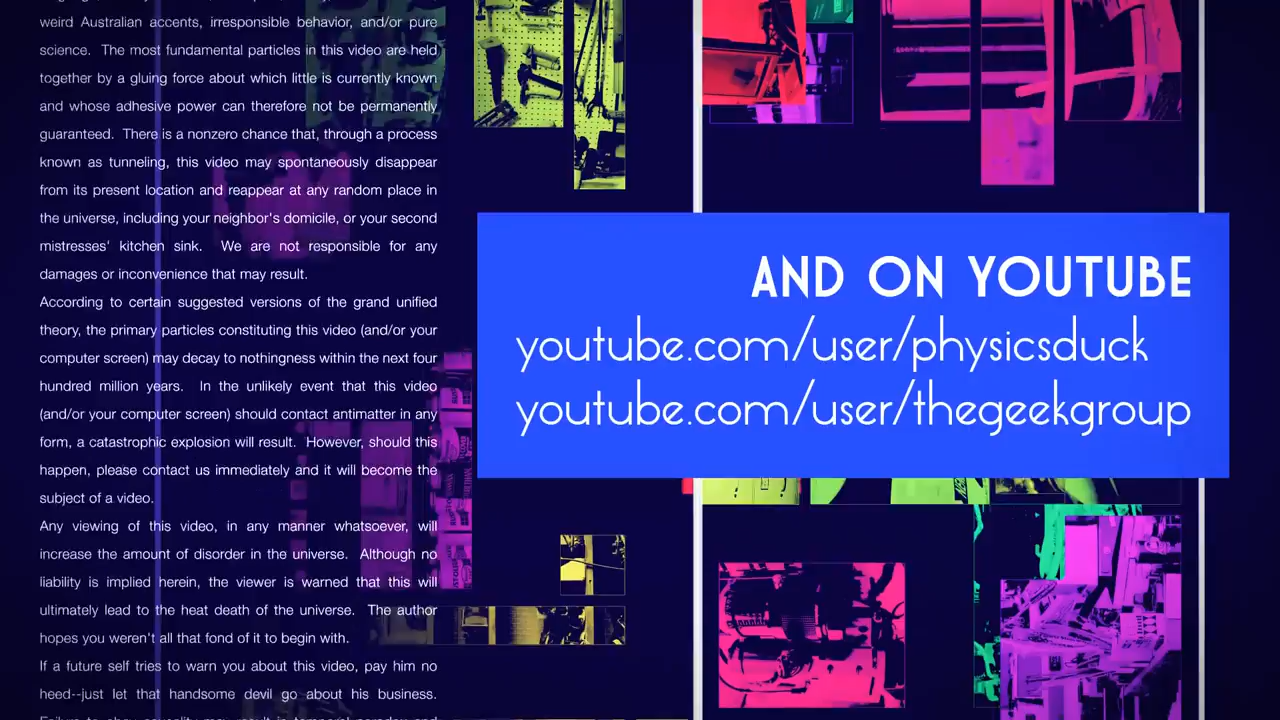 weird Australian accents, irresponsible behavior, and/or pure
science. The most fundamental particles in this video are held
together by a gluing force about which little is currently known
and whose adhesive power can therefore not be permanently
guaranteed. There is a nonzero chance that, through a process
known as tunneling, this video may spontaneously disappear
from its present location and reappear at any random place in
the universe, including your neighbor's domicile, or your second
mistresses' kitchen sink. We are not responsible for any
damages or inconvenience that may result.
According to certain suggested versions of the grand unified
theory, the primary particles constituting this video (and/or your
computer screen) may decay to nothingness within the next four
hundred million years. In the unlikely event that this video
(and/or your computer screen) should contact antimatter in any
form, a catastrophic explosion will result. However, should this
happen, please contact us immediately and it will become the
subject of a video.
Any viewing of this video, in any manner whatsoever, will
increase the amount of disorder in the universe. Although no
liability is implied herein, the viewer is warned that this will
ultimately lead to the heat death of the universe. The author
hopes you weren't all that fond of it to begin with.
If a future self tries to warn you about this video, pay him no
heed--just let that handsome devil go about his business.
AND ON YOUTUBE
youtube.com/user/physicsduck
youtube.com/user/thegeekgroup